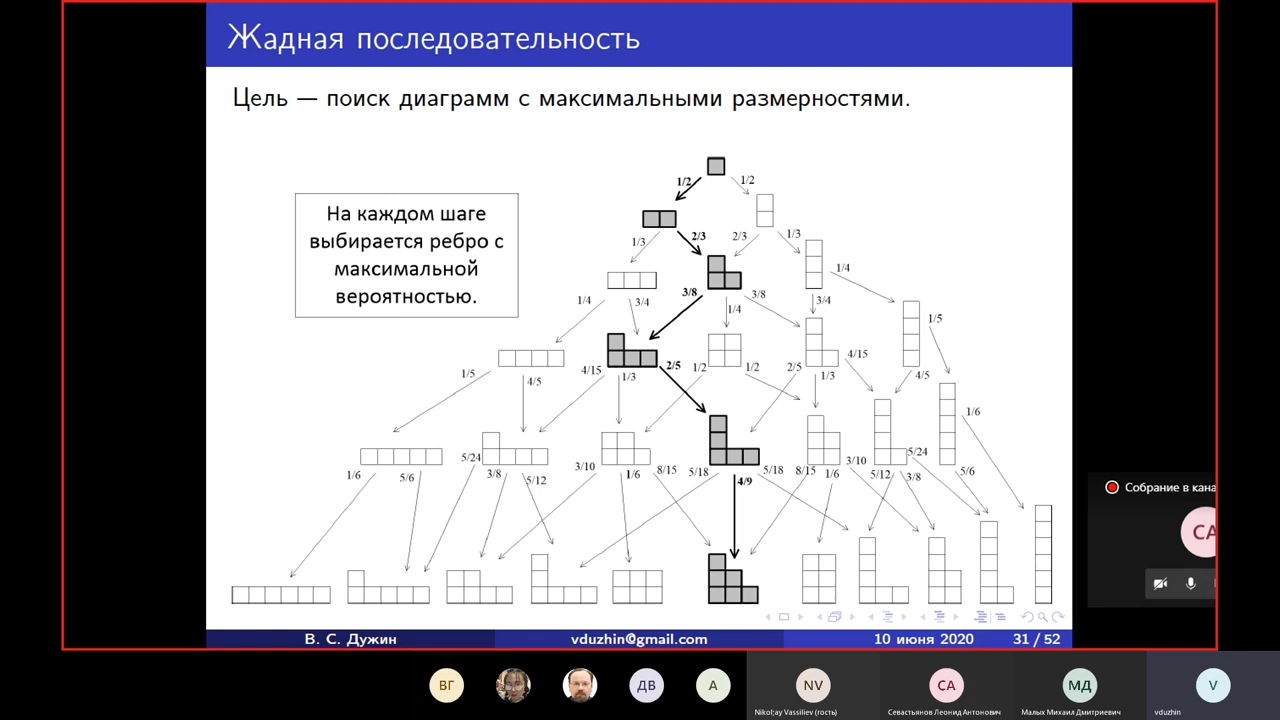 Жадная последовательность
Цель — поиск диаграмм с максимальными размерностями.
На каждом шаге
выбирается ребро с
максимальной
вероятностью.
1/2 1/2
1/3 2/3 2/3 1/3
1/4 3/4 3/8 1/4 3/8 3/4 1/4
1/5 4/5 4/15 1/3 2/5 1/2 1/2 2/5 1/3 4/15 4/5 1/5
1/6 5/6 5/24 3/8 5/12 3/10 1/6 8/15 5/18 4/9 5/18 8/15 1/6 3/10 5/12 3/8 5/24 5/6 1/6
Собрание в кана
СА
В. С. Дужин vduzhin@gmail.com 10 июня 2020 31 / 52
ВГ ДВ А NV СА МД V
Nikol;ay Vassiliev (гость) Севастьянов Леонид Антонович Малых Михаил Дмитриевич vduzhin